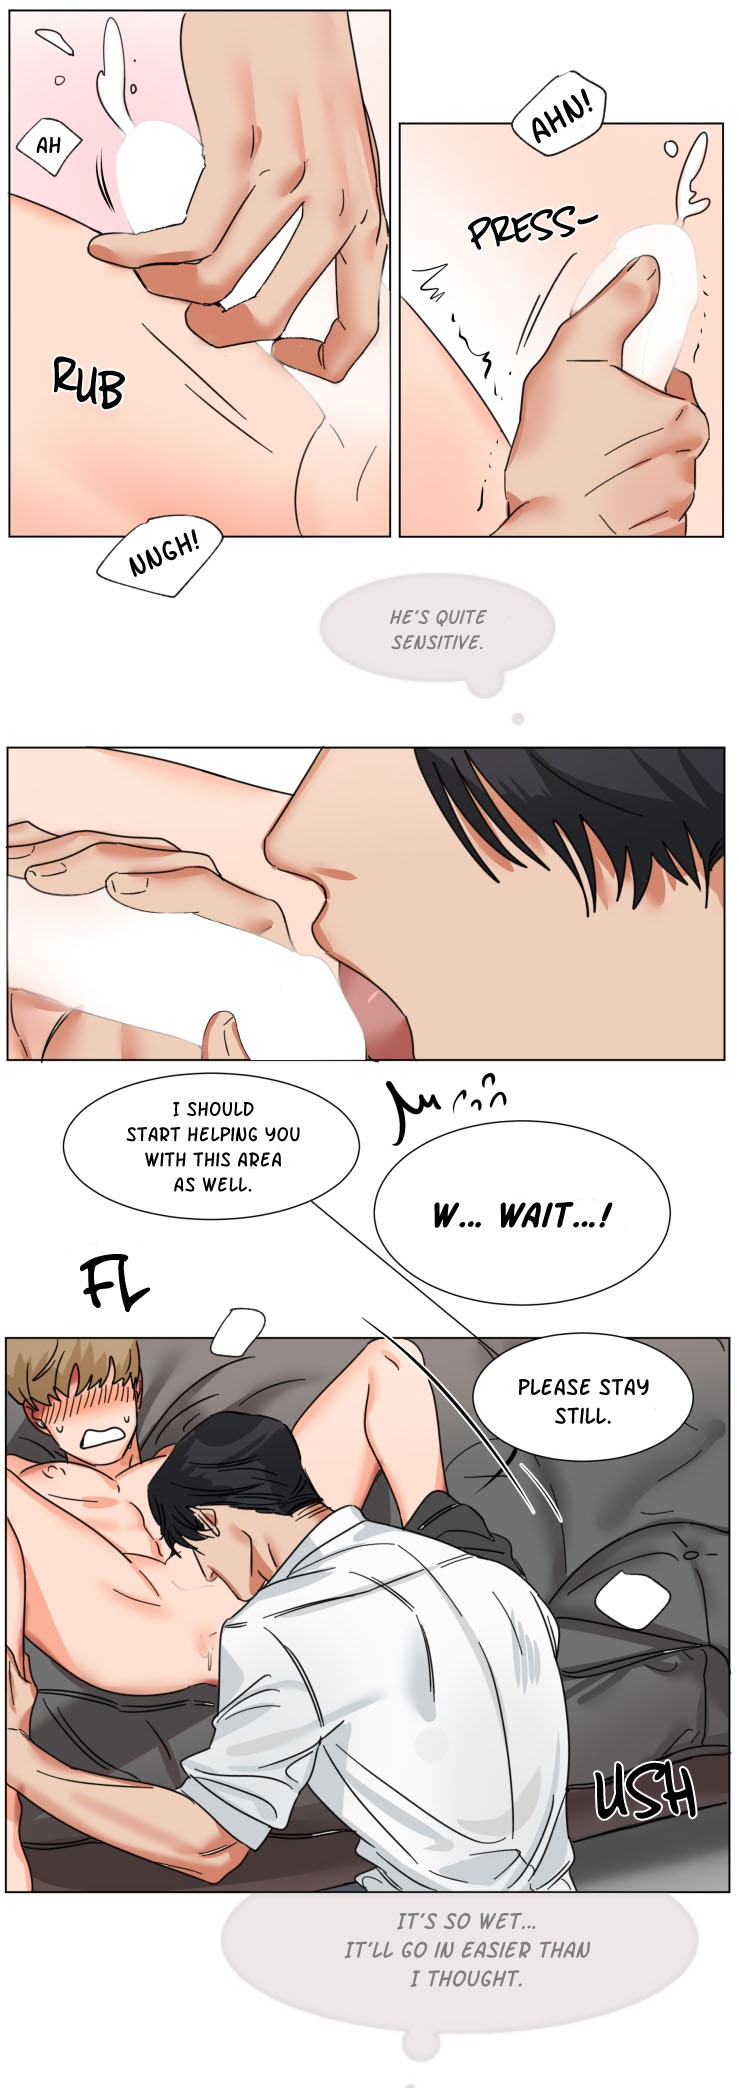 AH
AHN!
PRESS~
RUB
NNGH!
HE'S QUITE
SENSITIVE.
I SHOULD
START HELPING YOU
WITH THIS AREA
AS WELL.
W... WAIT...!
FL
PLEASE STAY
STILL.
USH
IT'S SO WET...
IT'LL GO IN EASIER THAN
I THOUGHT.